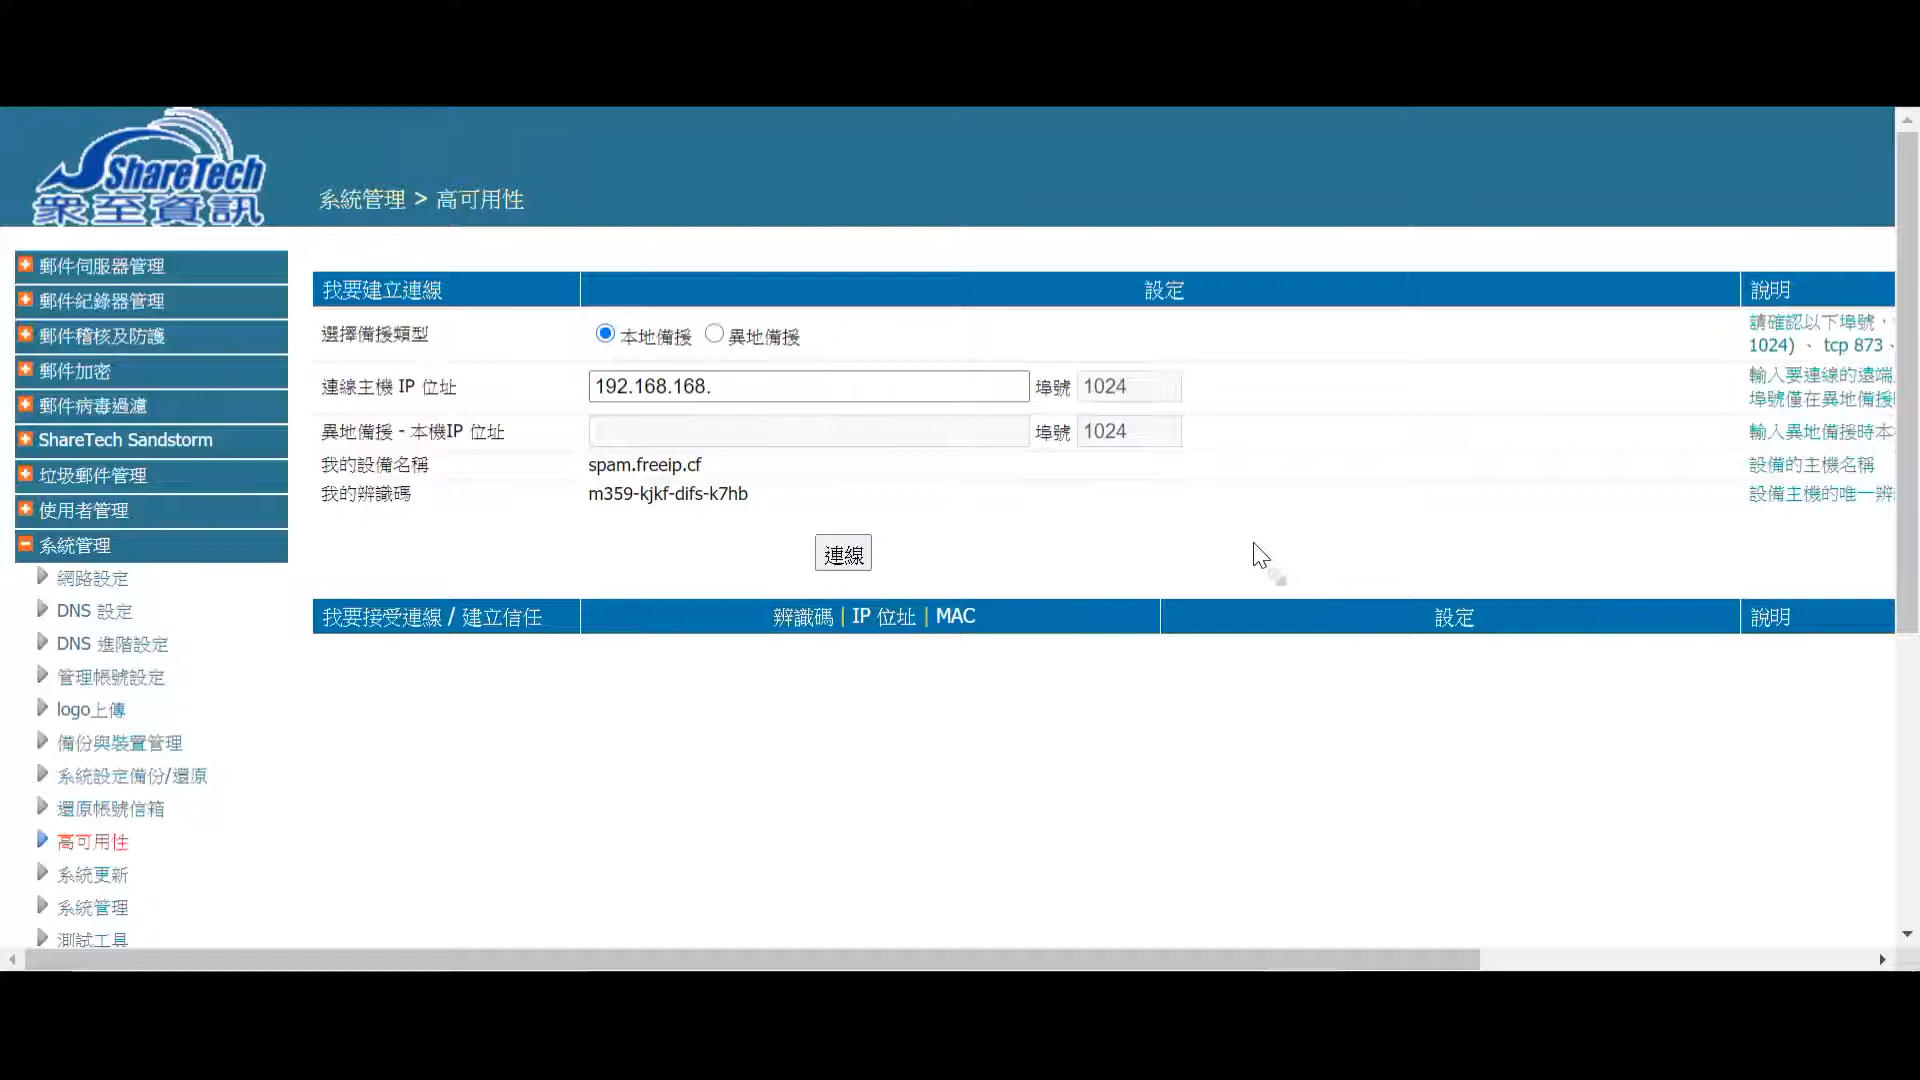 ShareTech
衆至資訊
系統管理 > 高可用性
郵件伺服器管理
郵件紀錄器管理
郵件稽核及防護
郵件加密
郵件病毒過濾
ShareTech Sandstorm
垃圾郵件管理
使用者管理
系統管理
網路設定
DNS 設定
DNS 進階設定
管理帳號設定
logo上傳
備份與裝置管理
系統設定備份/還原
還原帳號信箱
高可用性
系統更新
系統管理
測試工具
我要建立連線 設定 說明
選擇備援類型 本地備援 異地備援 請確認以下埠號，
1024) 、 tcp 873 、
連線主機 IP 位址 192.168.168. 埠號 1024 輸入要連線的遠端
埠號僅在異地備援
異地備援 - 本機IP 位址 埠號 1024 輸入異地備援時本
我的設備名稱 spam.freeip.cf 設備的主機名稱
我的辨識碼 m359-kjkf-difs-k7hb 設備主機的唯一辨
連線
我要接受連線 / 建立信任 辨識碼 | IP 位址 | MAC 設定 說明